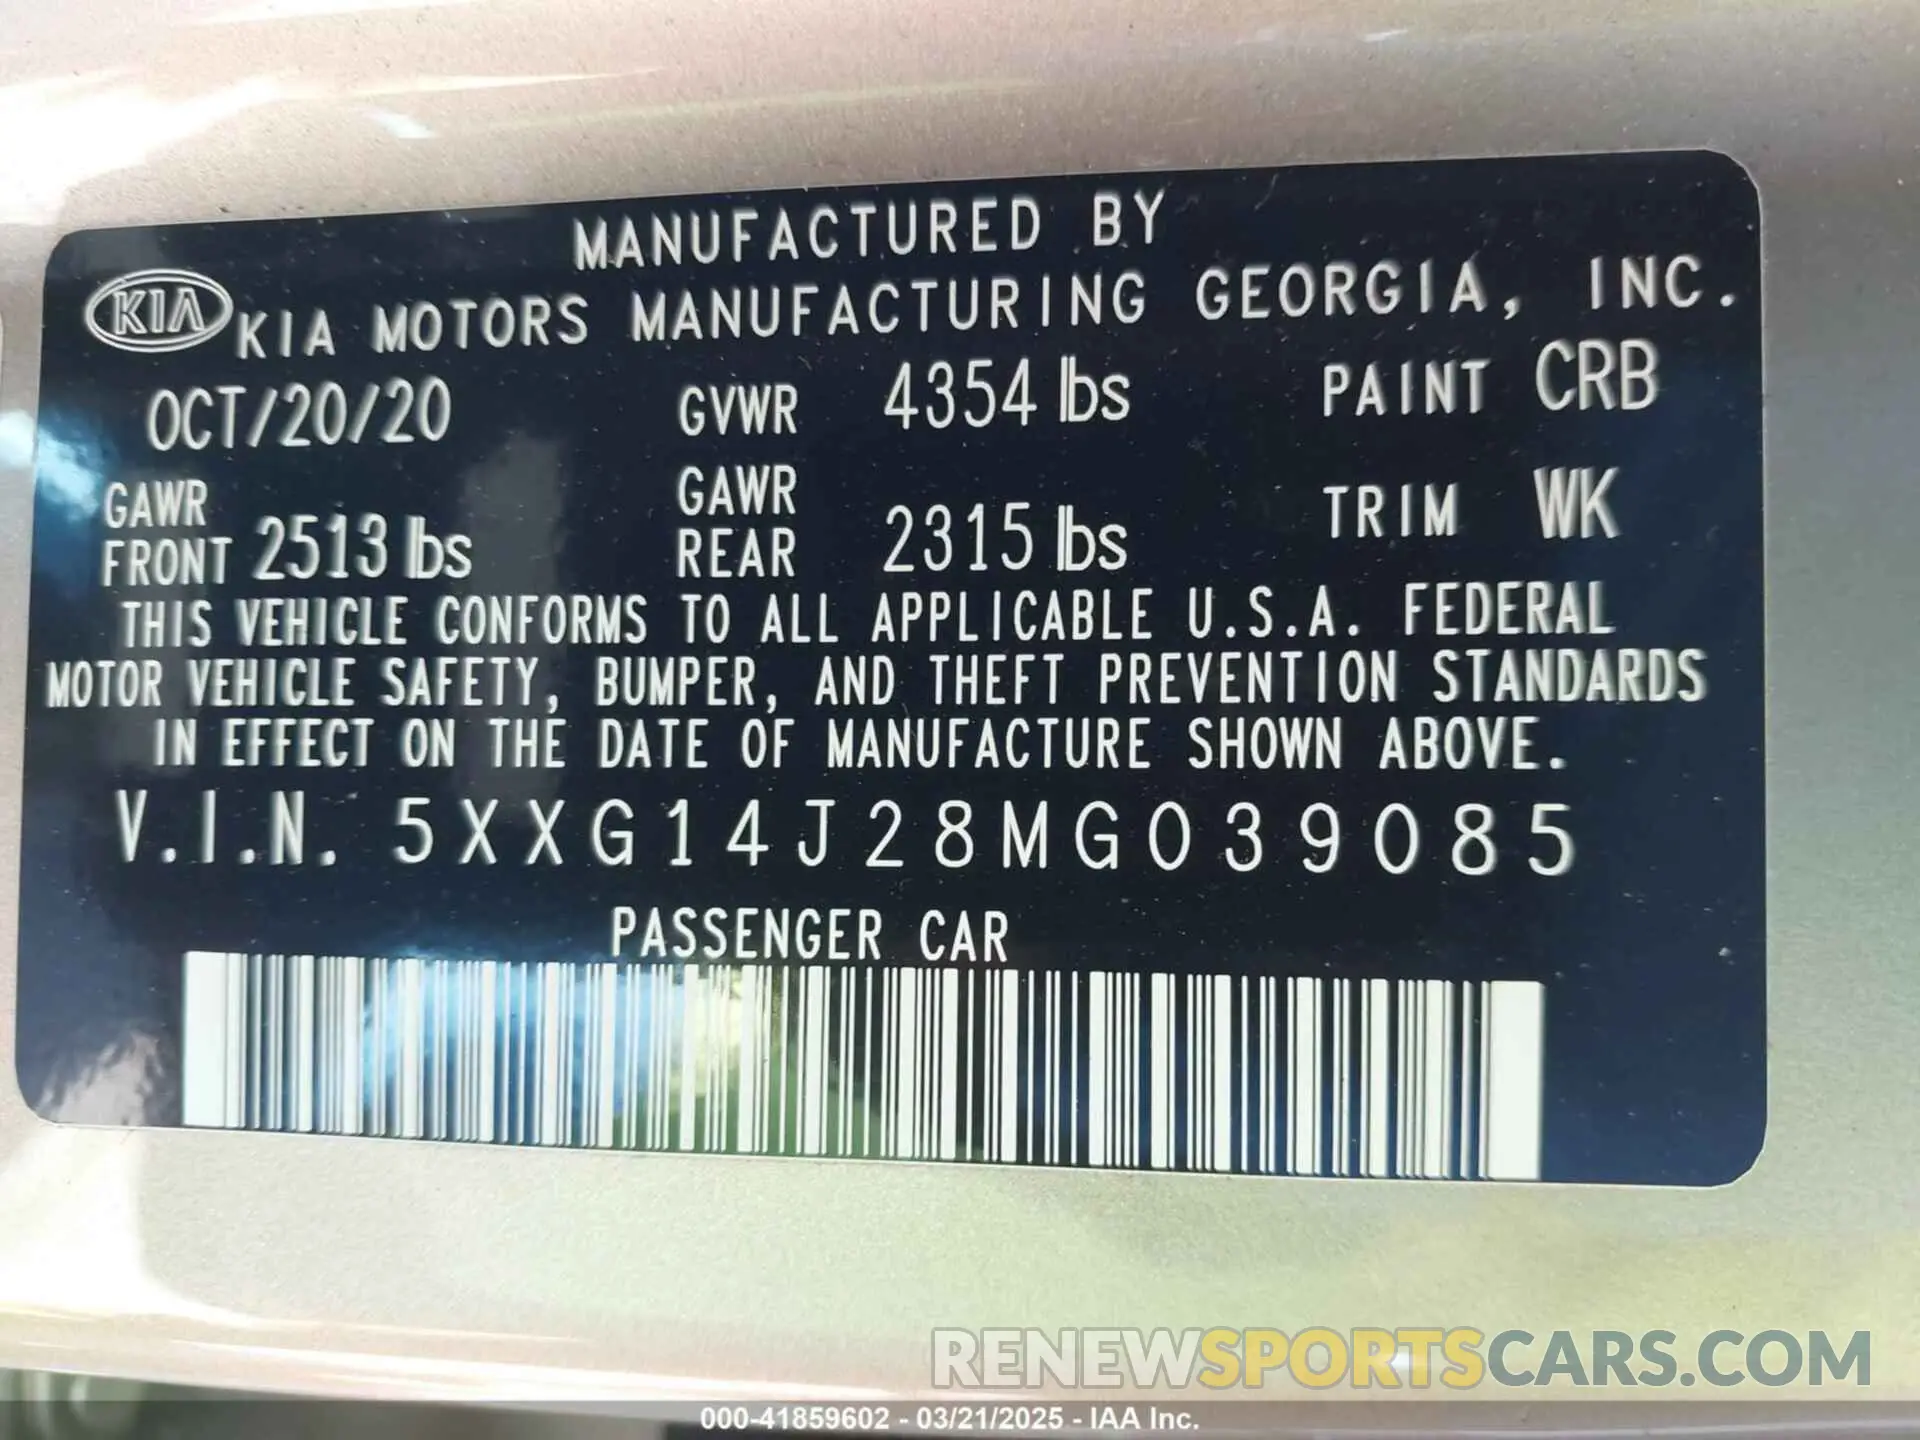 MANUFACTURED BY
KIA KIA MOTORS MANUFACTURING GEORGIA, INC.
OCT/20/20 GVWR 4354 lbs PAINT CRB
GAWR FRONT 2513 lbs GAWR REAR 2315 lbs TRIM WK
THIS VEHICLE CONFORMS TO ALL APPLICABLE U.S.A. FEDERAL
MOTOR VEHICLE SAFETY, BUMPER, AND THEFT PREVENTION STANDARDS
IN EFFECT ON THE DATE OF MANUFACTURE SHOWN ABOVE.
V.I.N. 5XXG14J28MG039085
PASSENGER CAR
RENEWSPORTSCARS.COM
000-41859602 - 03/21/2025 - IAA Inc.